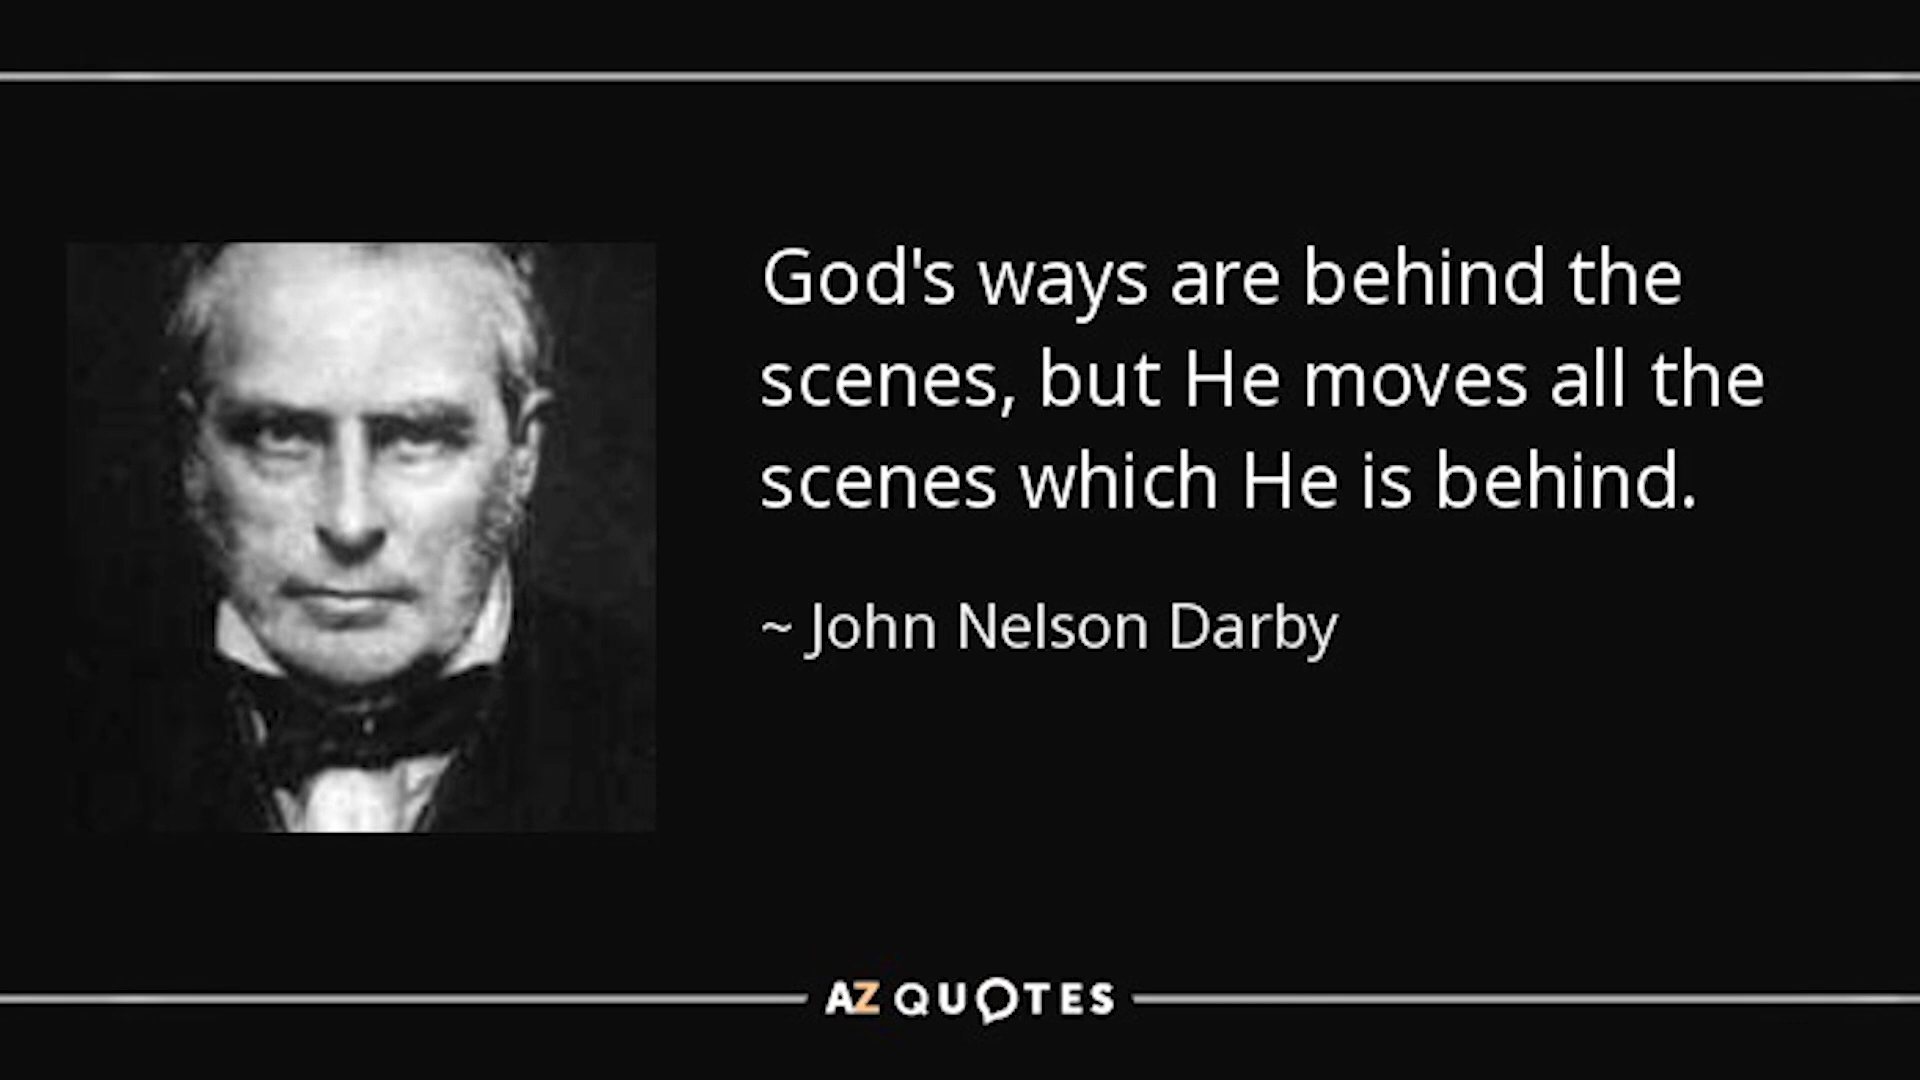 God's ways are behind the
scenes, but He moves all the
scenes which He is behind.
~ John Nelson Darby
AZ QUOTES